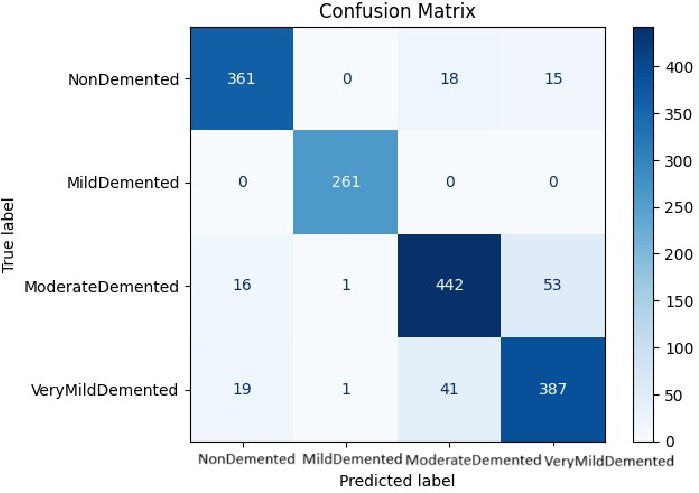 Confusion Matrix
NonDemented 361 0 18 15
MildDemented 0 261 0 0
ModerateDemented 16 1 442 53
VeryMildDemented 19 1 41 387
NonDemented MildDemented ModerateDemented VeryMildDemented
Predicted label
True label
400
350
300
250
200
150
100
50
0